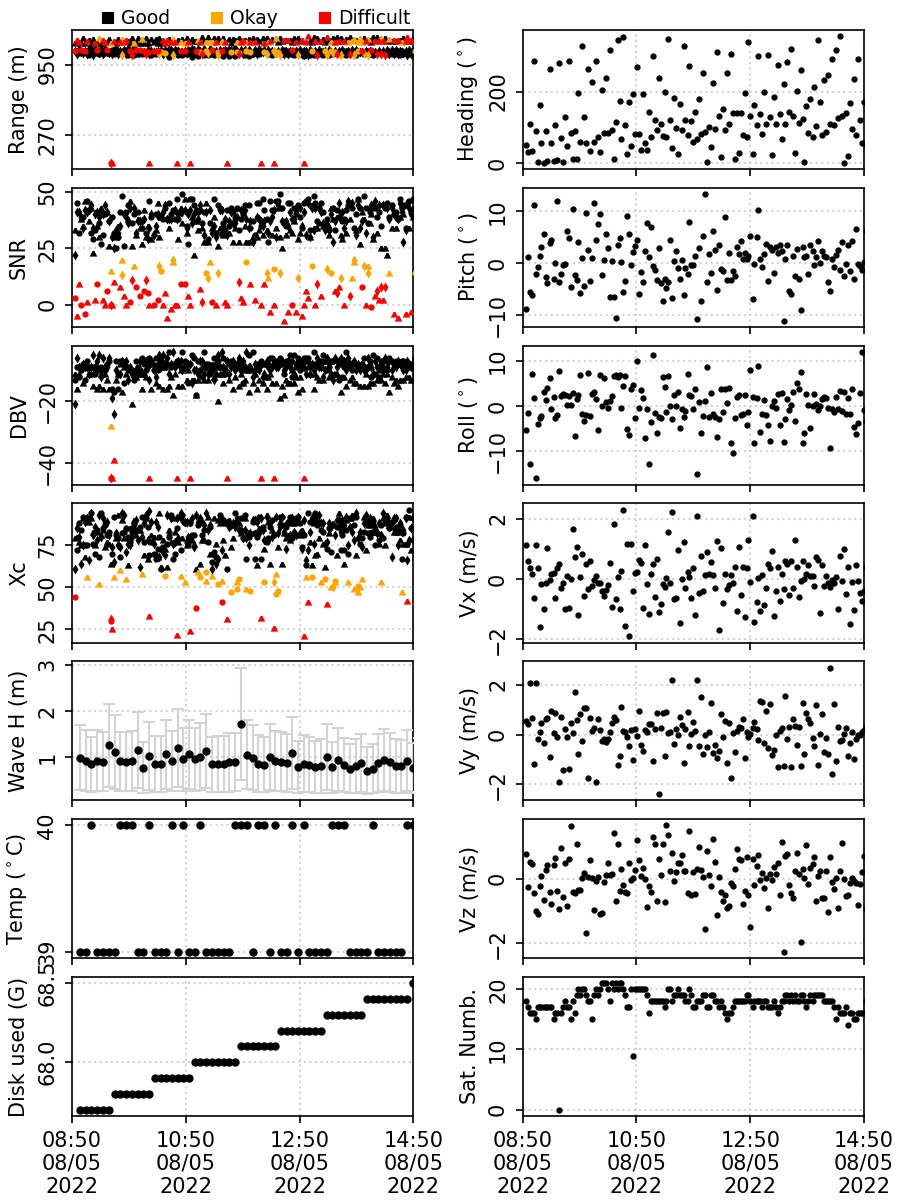 Good Okay Difficult
Range (m)
950
270
Heading ( ° )
200
0
SNR
50
25
0
Pitch ( ° )
10
0
−10
DBV
−20
−40
Roll ( ° )
10
0
−10
Xc
75
50
25
Vx (m/s)
2
0
−2
Wave H (m)
3
2
1
Vy (m/s)
2
0
−2
Temp ( ° C)
40
39
Vz (m/s)
0
−2
Disk used (G)
68.5
68.0
Sat. Numb.
20
10
0
08:50 10:50 12:50 14:50
08/05 08/05 08/05 08/05
2022 2022 2022 2022
08:50 10:50 12:50 14:50
08/05 08/05 08/05 08/05
2022 2022 2022 2022